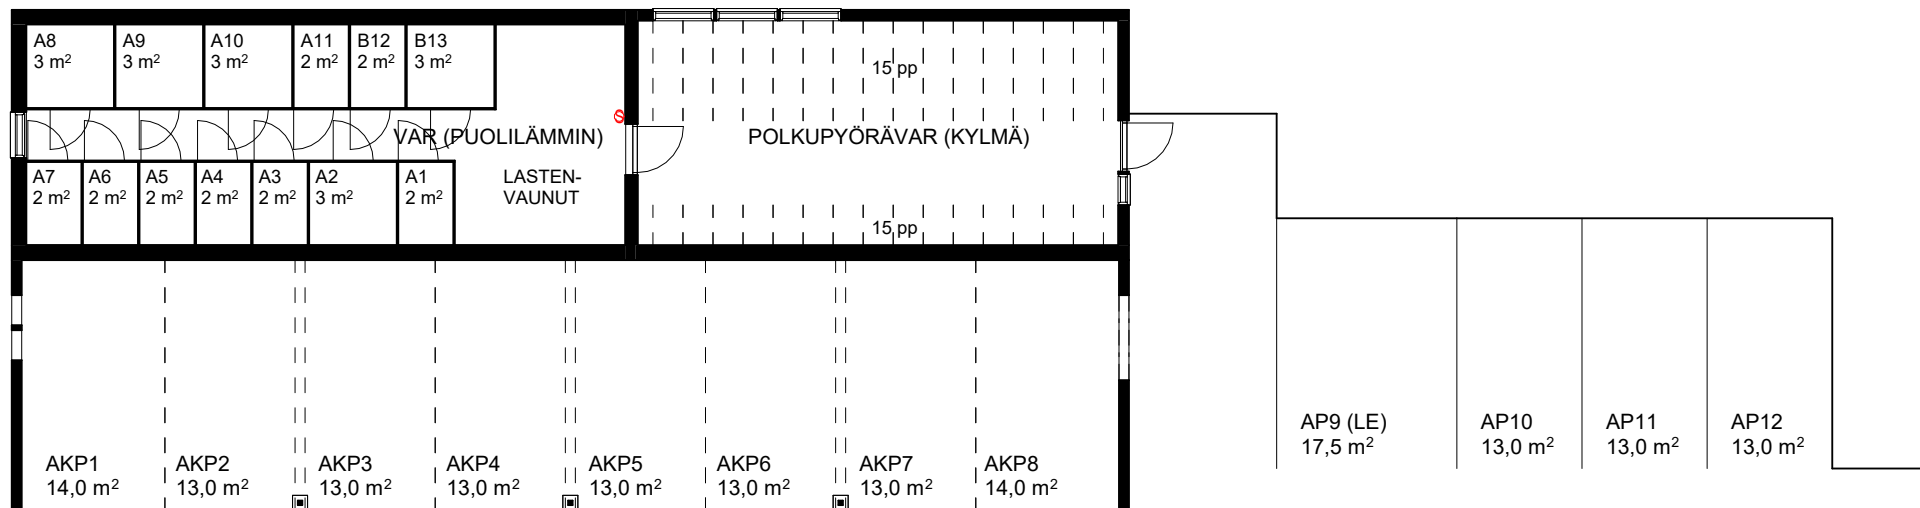 A8
3 m²
A9
3 m²
A10
3 m²
A11
2 m²
B12
2 m²
B13
3 m²
15 pp
VAR (PUOLILÄMMIN)
POLKUPYÖRÄVAR (KYLMÄ)
A7
2 m²
A6
2 m²
A5
2 m²
A4
2 m²
A3
2 m²
A2
3 m²
A1
2 m²
LASTEN-
VAUNUT
15 pp
AKP1
14,0 m²
AKP2
13,0 m²
AKP3
13,0 m²
AKP4
13,0 m²
AKP5
13,0 m²
AKP6
13,0 m²
AKP7
13,0 m²
AKP8
14,0 m²
AP9 (LE)
17,5 m²
AP10
13,0 m²
AP11
13,0 m²
AP12
13,0 m²